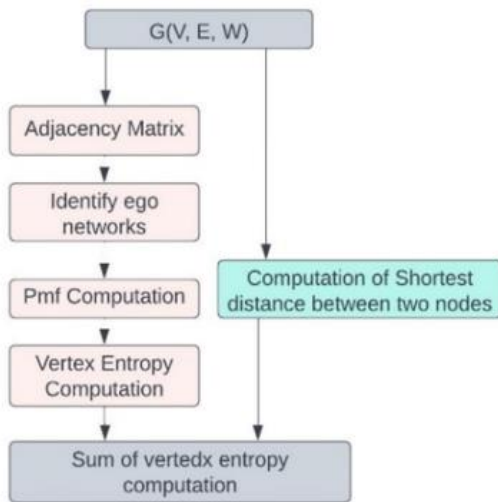 G(V, E, W)
Adjacency Matrix
Identify ego
networks
Pmf Computation
Computation of Shortest
distance between two nodes
Vertex Entropy
Computation
Sum of vertedx entropy
computation